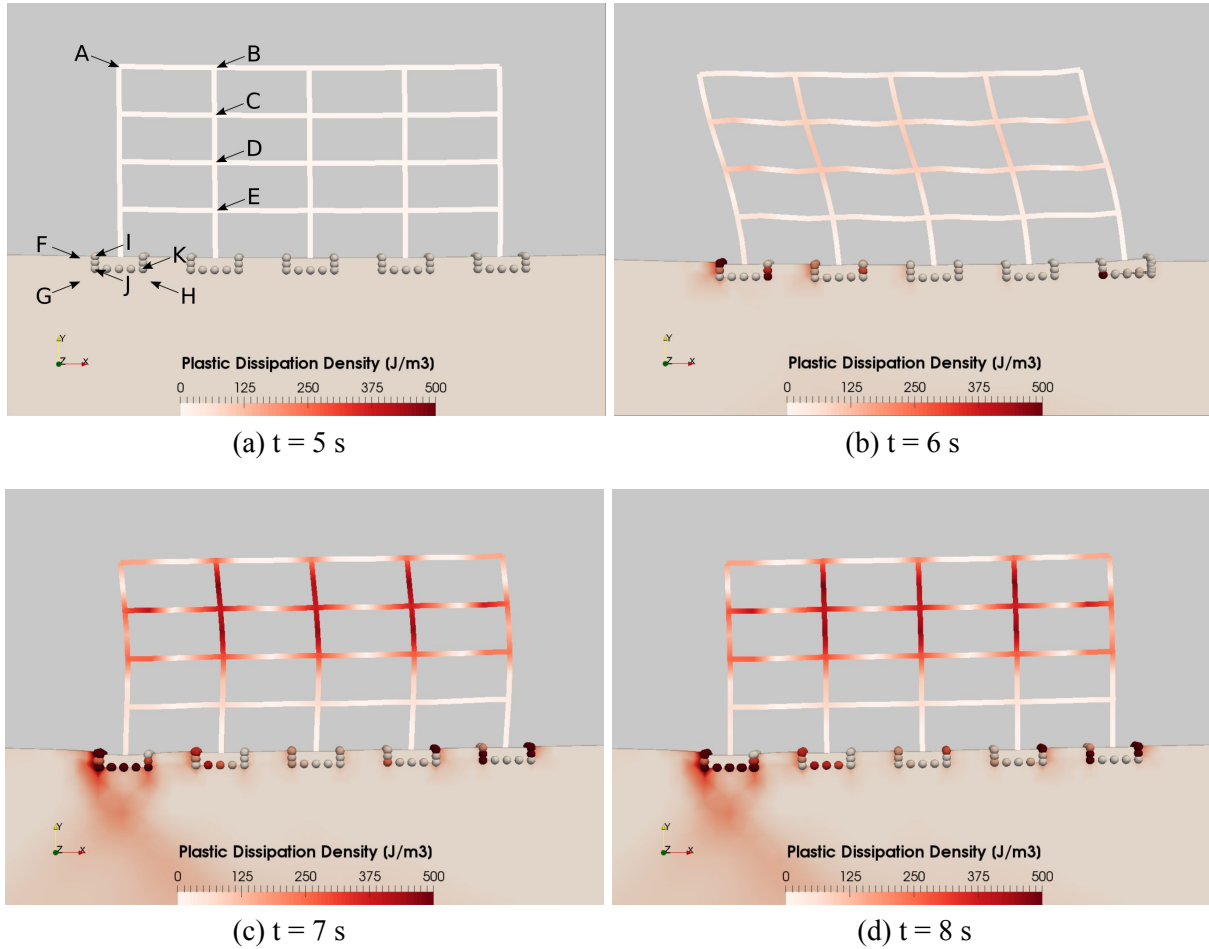 A
B
C
D
E
F
I
K
G
J
H
Y
Z
X
Plastic Dissipation Density (J/m3)
0 125 250 375 500
(a) t = 5 s
Y
Z
X
Plastic Dissipation Density (J/m3)
0 125 250 375 500
(b) t = 6 s
Y
Z
X
Plastic Dissipation Density (J/m3)
0 125 250 375 500
(c) t = 7 s
Y
Z
X
Plastic Dissipation Density (J/m3)
0 125 250 375 500
(d) t = 8 s